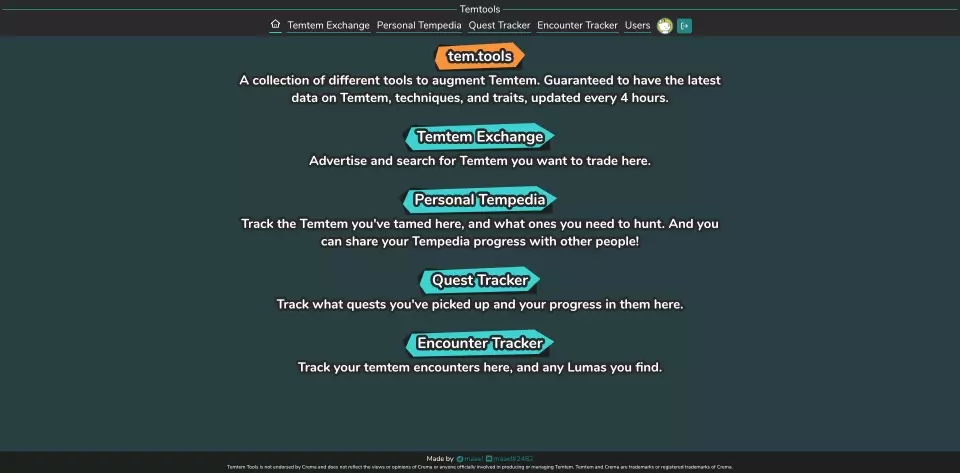 Temtools
Temtem Exchange Personal Tempedia Quest Tracker Encounter Tracker Users
tem.tools
A collection of different tools to augment Temtem. Guaranteed to have the latest
data on Temtem, techniques, and traits, updated every 4 hours.
Temtem Exchange
Advertise and search for Temtem you want to trade here.
Personal Tempedia
Track the Temtem you've tamed here, and what ones you need to hunt. And you
can share your Tempedia progress with other people!
Quest Tracker
Track what quests you've picked up and your progress in them here.
Encounter Tracker
Track your temtem encounters here, and any Lumas you find.
Made by
Temtem Tools is not endorsed by Crema and does not reflect the views or opinions of Crema or anyone officially involved in producing or managing Temtem. Temtem and Crema are trademarks or registered trademarks of Crema.